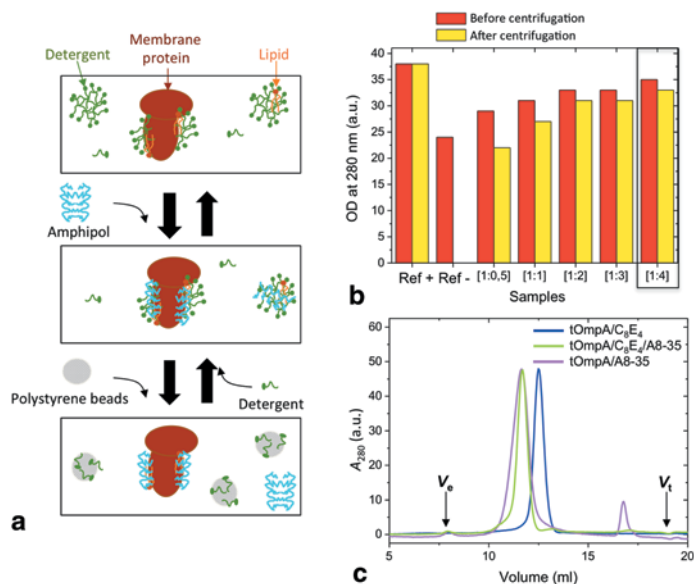 Detergent
Membrane
protein
Lipid
Amphipol
Polystyrene beads
Detergent
a
Before centrifugation
After centrifugation
OD at 280 nm (a.u.)
40
35
30
25
20
15
10
5
0
Ref + Ref - [1:0,5] [1:1] [1:2] [1:3] [1:4]
Samples
b
tOmpA/C₈E₄
tOmpA/C₈E₄/A8-35
tOmpA/A8-35
A₂₈₀ (a.u.)
60
50
40
30
20
10
0
Vₑ
Vₜ
5 10 15 20
Volume (ml)
c